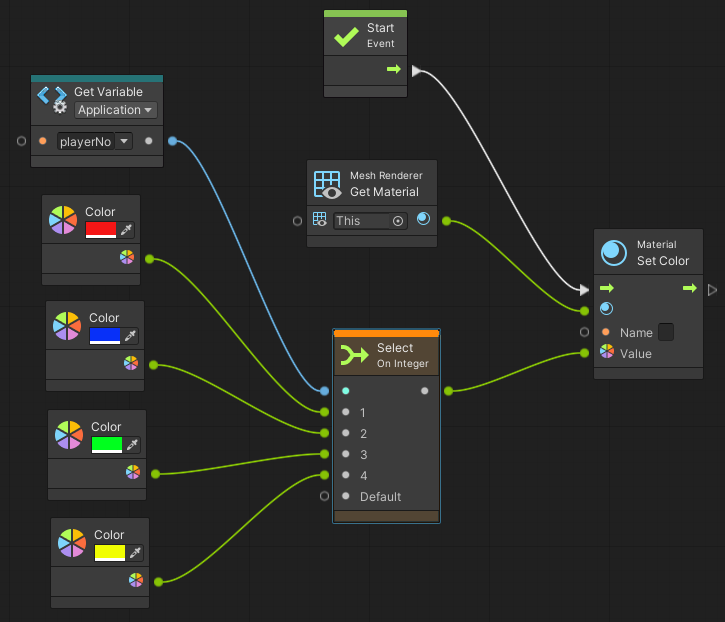 Start
Event
Get Variable
Application
playerNo
Mesh Renderer
Get Material
This
Color
Color
Color
Color
Select
On Integer
1
2
3
4
Default
Material
Set Color
Name
Value